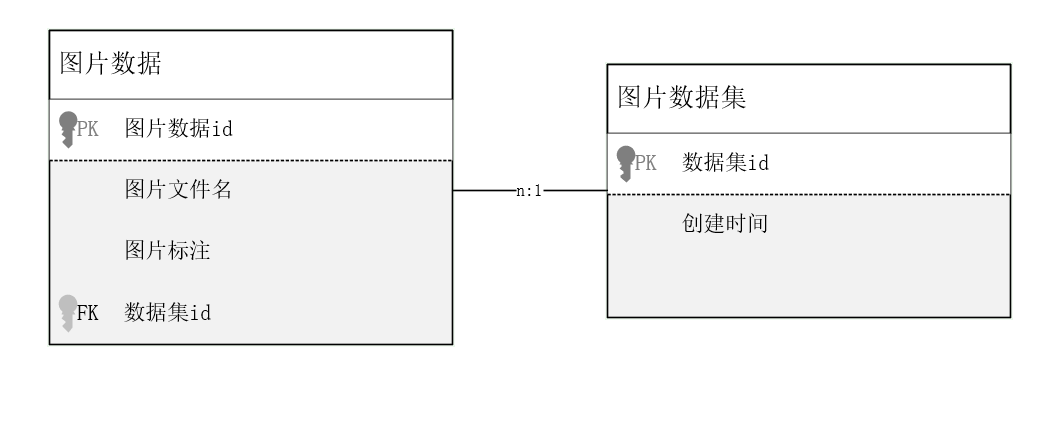 图片数据
PK 图片数据id
图片文件名
图片标注
FK 数据集id
n:1
图片数据集
PK 数据集id
创建时间